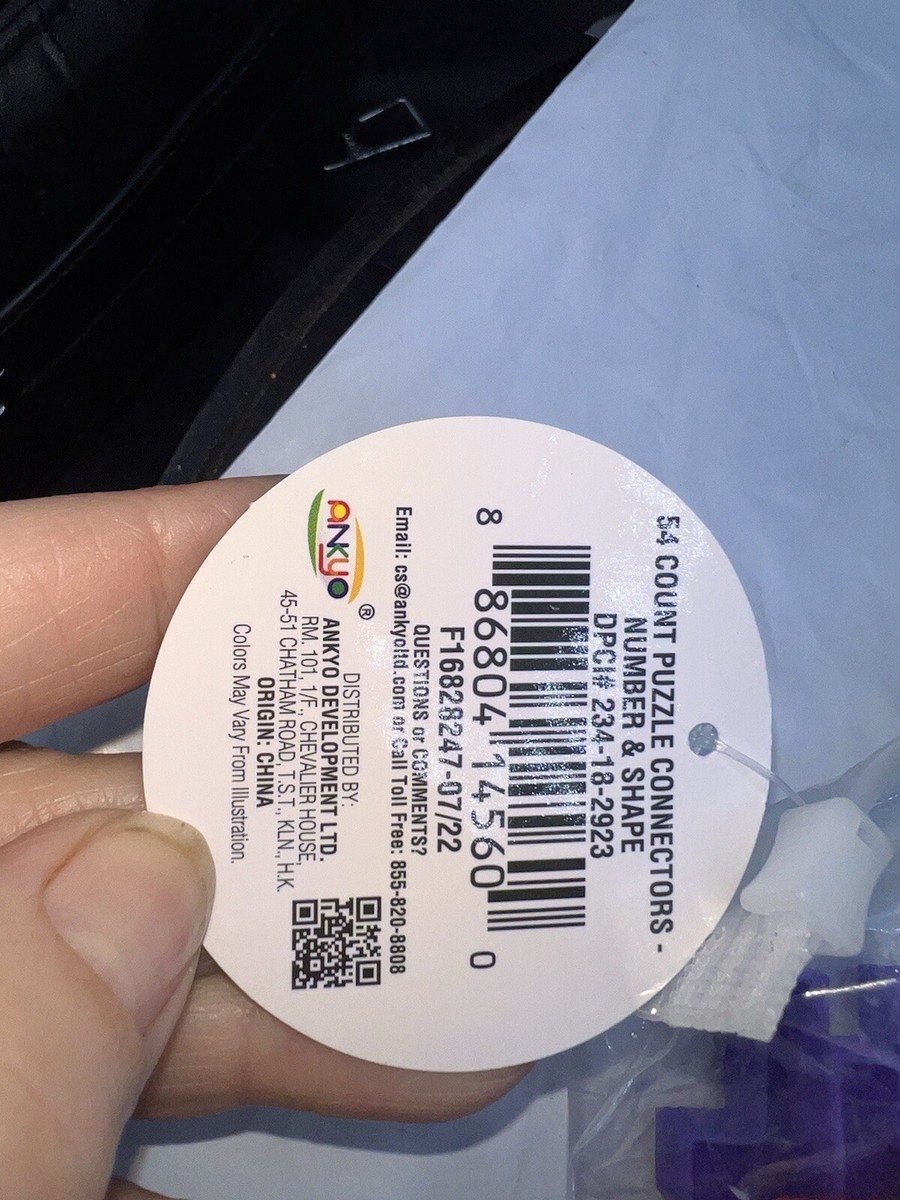 54 COUNT PUZZLE CONNECTORS -
NUMBER & SHAPE
DPCI# 234-18-2923
8 86804 14560 0
F16828247-07/22
QUESTIONS or COMMENTS?
Email: cs@ankyoltd.com or Call Toll Free: 855-820-8808
ANKYO ®
DISTRIBUTED BY:
ANKYO DEVELOPMENT LTD.
RM. 101, 1/F., CHEVALIER HOUSE,
45-51 CHATHAM ROAD, T.S.T., KLN., H.K.
ORIGIN: CHINA
Colors May Vary From Illustration.